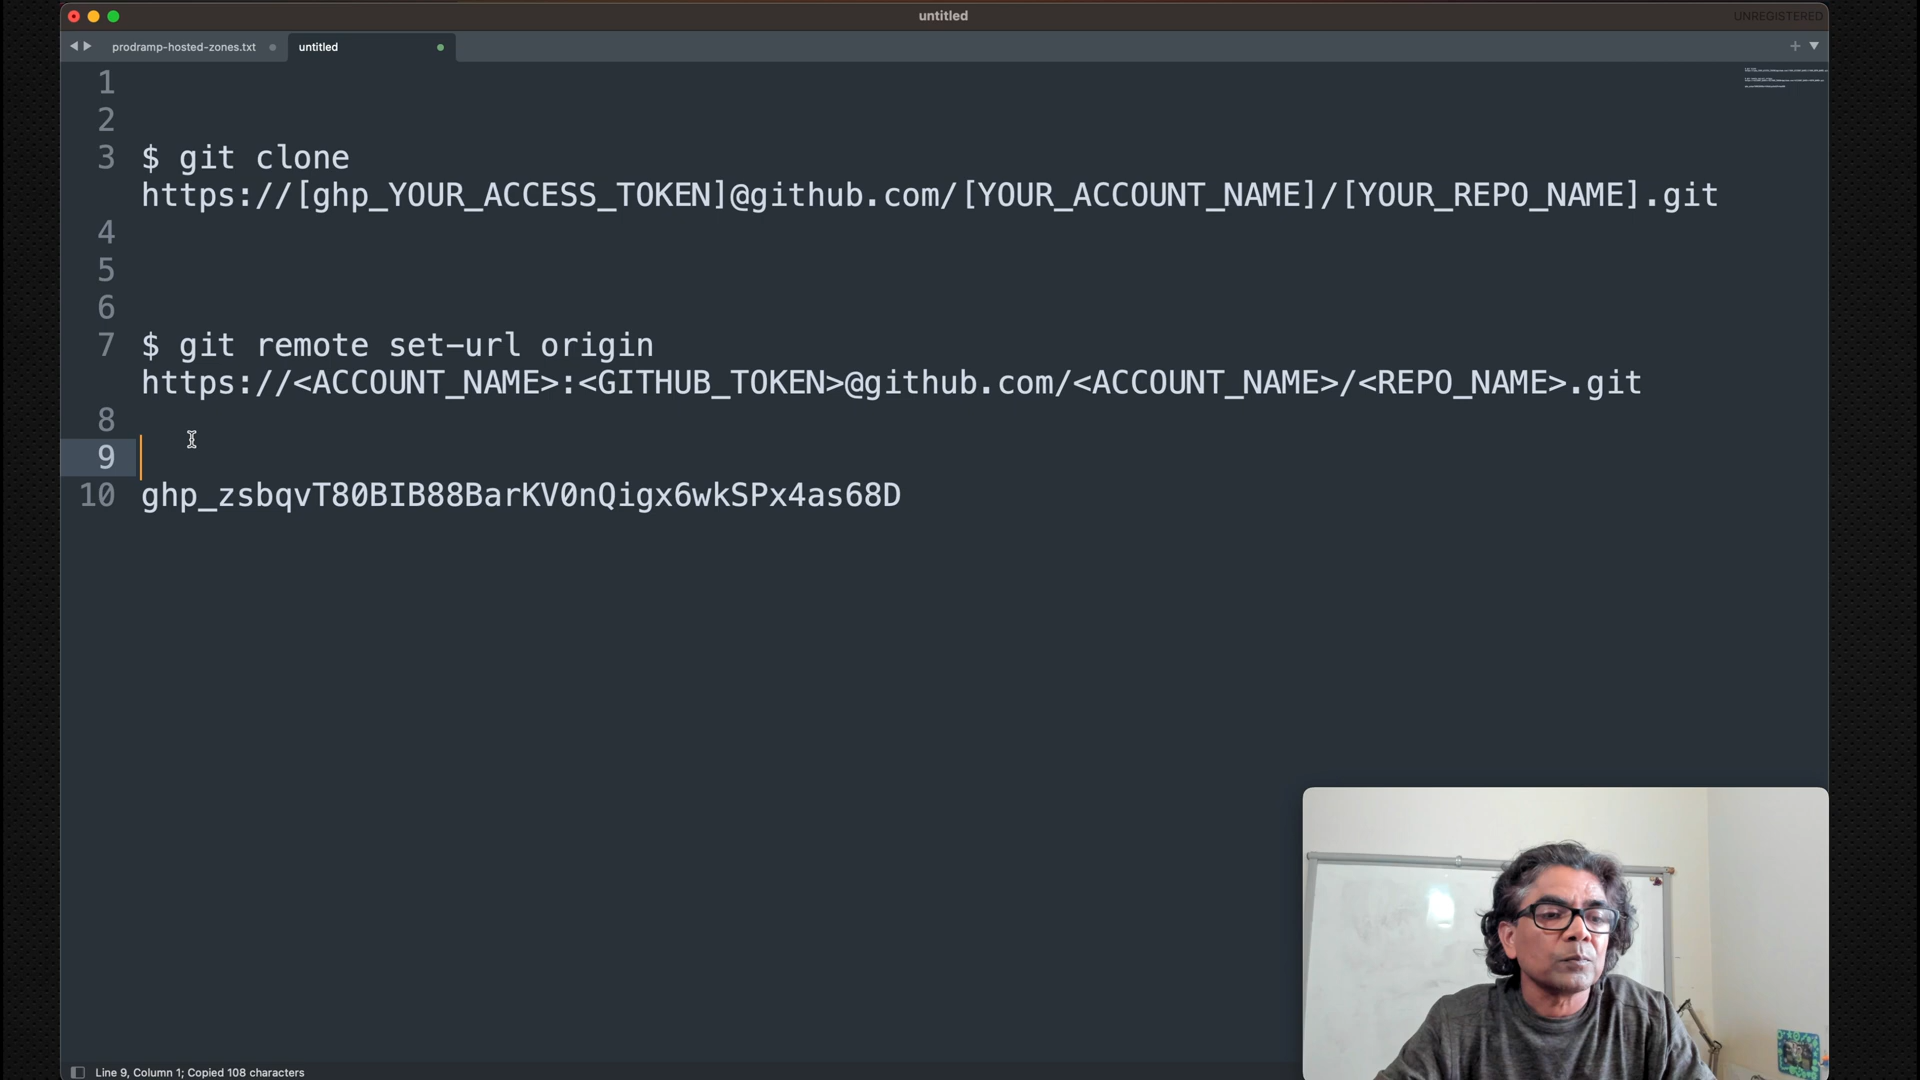 untitled
UNREGISTERED
prodramp-hosted-zones.txt
untitled
1
2
3 $ git clone
https://[ghp_YOUR_ACCESS_TOKEN]@github.com/[YOUR_ACCOUNT_NAME]/[YOUR_REPO_NAME].git
4
5
6
7 $ git remote set-url origin
https://<ACCOUNT_NAME>:<GITHUB_TOKEN>@github.com/<ACCOUNT_NAME>/<REPO_NAME>.git
8
9
10 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
Line 9, Column 1; Copied 108 characters